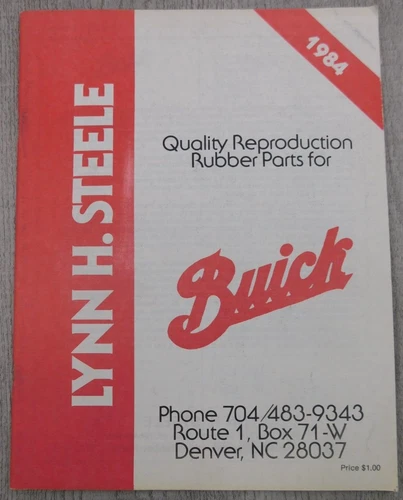 1984
LYNN H. STEELE
Quality Reproduction
Rubber Parts for
Buick
Phone 704/483-9343
Route 1, Box 71-W
Denver, NC 28037
Price $1.00